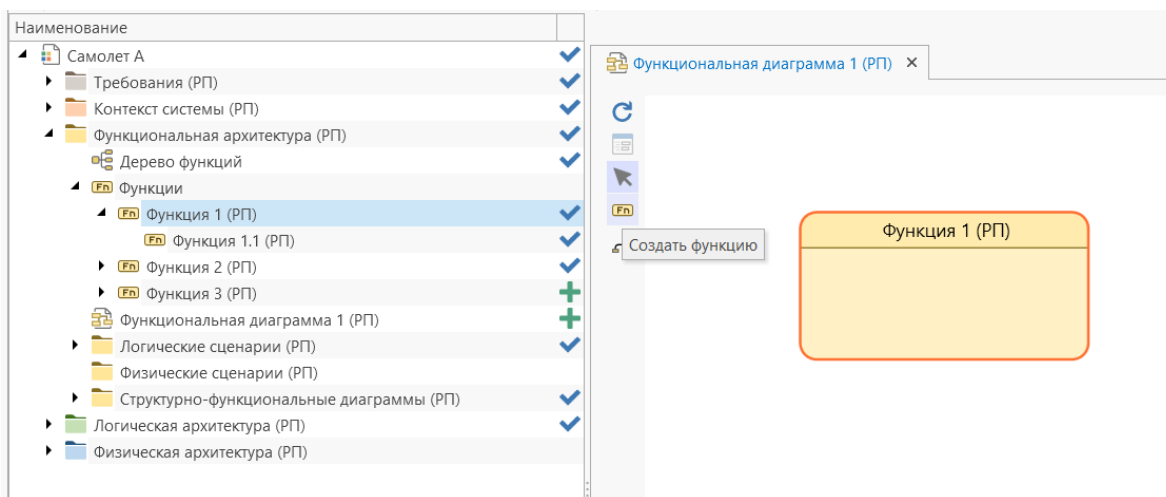 Наименование
Самолет А
Требования (РП)
Контекст системы (РП)
Функциональная архитектура (РП)
Дерево функций
Fn Функции
Fn Функция 1 (РП)
Fn Функция 1.1 (РП)
Fn Функция 2 (РП)
Fn Функция 3 (РП)
Функциональная диаграмма 1 (РП)
Логические сценарии (РП)
Физические сценарии (РП)
Структурно-функциональные диаграммы (РП)
Логическая архитектура (РП)
Физическая архитектура (РП)
Функциональная диаграмма 1 (РП)
Fn
Создать функцию
Функция 1 (РП)